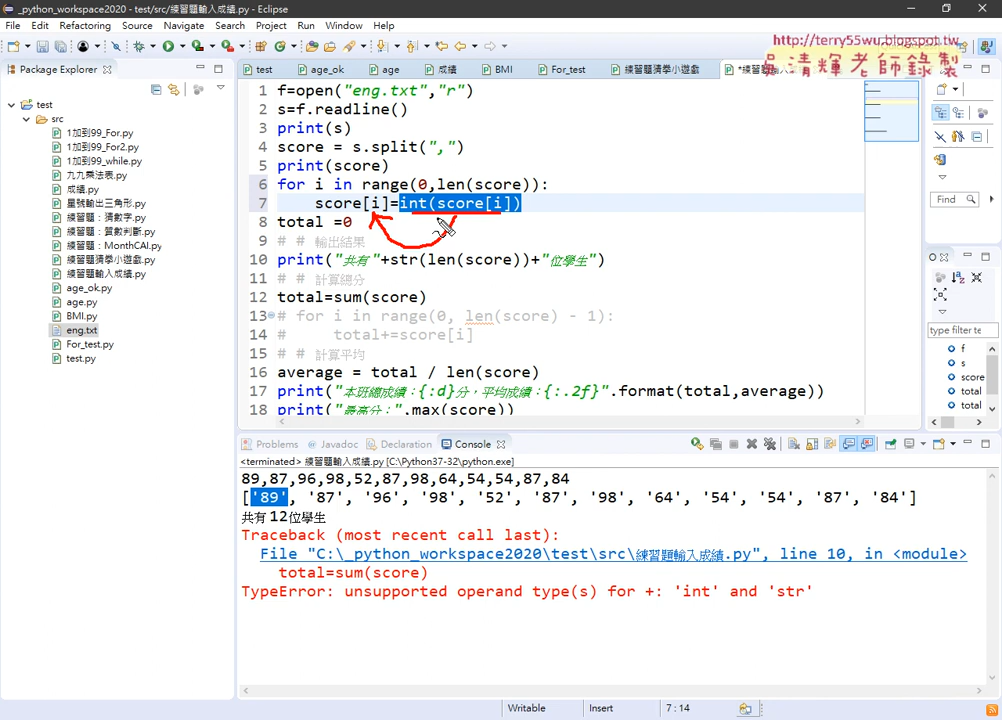 _python_workspace2020 - test/src/練習題輸入成績.py - Eclipse
File Edit Refactoring Source Navigate Search Project Run Window Help
http://terry55wu.blogspot.tw
吳清輝老師錄製
Package Explorer
test age_ok age 成績 BMI For_test 練習題猜拳小遊戲
test
src
1加到99_For.py
1加到99_For2.py
1加到99_while.py
九九乘法表.py
成績.py
星號輸出三角形.py
練習題：猜數字.py
練習題：質數判斷.py
練習題：MonthCAl.py
練習題猜拳小遊戲.py
練習題輸入成績.py
age_ok.py
age.py
BMI.py
eng.txt
For_test.py
test.py
1 f=open("eng.txt","r")
2 s=f.readline()
3 print(s)
4 score = s.split(",")
5 print(score)
6 for i in range(0,len(score)):
7 score[i]=int(score[i])
8 total =0
9 # # 輸出結果
10 print("共有"+str(len(score))+"位學生")
11 # # 計算總分
12 total=sum(score)
13 # for i in range(0, len(score) - 1):
14 # total+=score[i]
15 # # 計算平均
16 average = total / len(score)
17 print("本班總成績：{:d}分，平均成績：{:.2f}".format(total,average))
18 print("最高分：",max(score))
Find
type filter te
f
s
score
total
total
Problems Javadoc Declaration Console
<terminated> 練習題輸入成績.py [C:\Python37-32\python.exe]
89,87,96,98,52,87,98,64,54,54,87,84
['89', '87', '96', '98', '52', '87', '98', '64', '54', '54', '87', '84']
共有12位學生
Traceback (most recent call last):
File "C:\_python_workspace2020\test\src\練習題輸入成績.py", line 10, in <module>
total=sum(score)
TypeError: unsupported operand type(s) for +: 'int' and 'str'
Writable Insert 7 : 14